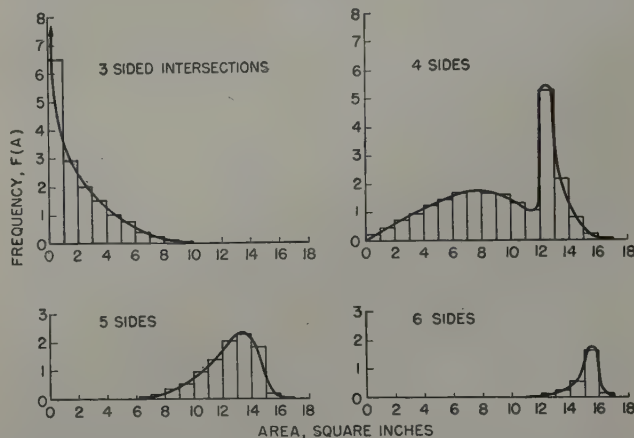 8
7
6
5
4
3
2
1
0
FREQUENCY, F(A)
3 SIDED INTERSECTIONS
0 2 4 6 8 10 12 14 16 18
8
7
6
5
4
3
2
1
0
4 SIDES
0 2 4 6 8 10 12 14 16 18
3
2
1
0
5 SIDES
0 2 4 6 8 10 12 14 16 18
3
2
1
0
6 SIDES
0 2 4 6 8 10 12 14 16 18
AREA, SQUARE INCHES